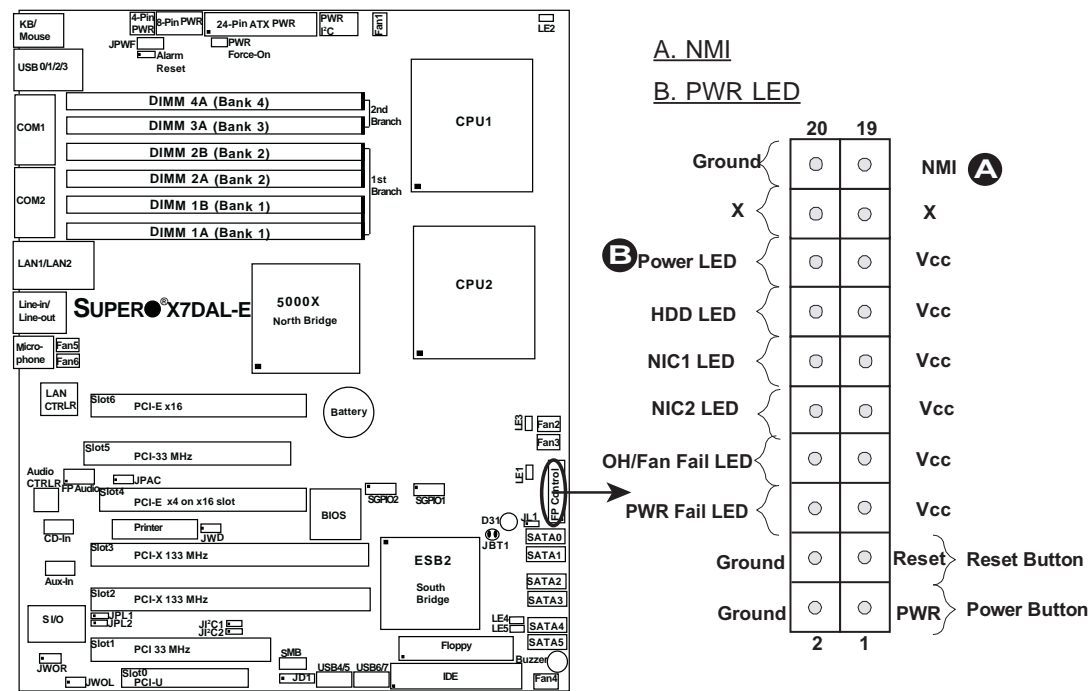 KB/
Mouse
4-Pin
PWR
8-Pin PWR
24-Pin ATX PWR
PWR
I²C
Fan1
LE2
JPWF
Alarm
Reset
PWR
Force-On
USB 0/1/2/3
COM1
COM2
DIMM 4A (Bank 4)
DIMM 3A (Bank 3)
DIMM 2B (Bank 2)
DIMM 2A (Bank 2)
DIMM 1B (Bank 1)
DIMM 1A (Bank 1)
2nd
Branch
1st
Branch
CPU1
CPU2
LAN1/LAN2
Line-in/
Line-out
SUPER●®X7DAL-E
5000X
North Bridge
Micro-
phone
Fan5
Fan6
LAN
CTRLR
Slot6
PCI-E x16
Battery
LE3
Fan2
Fan3
Slot5
PCI-33 MHz
Audio
CTRLR
FP Audio
JPAC
Slot4
PCI-E x4 on x16 slot
BIOS
SGPIO2
SGPIO1
LE1
FP Control
CD-In
Printer
JWD
D31
JL1
JBT1
SATA0
SATA1
SATA2
SATA3
SATA4
SATA5
Slot3
PCI-X 133 MHz
ESB2
South
Bridge
Aux-In
Slot2
PCI-X 133 MHz
S I/O
JPL1
JPL2
JI²C1
JI²C2
LE4
LE5
Slot1
PCI 33 MHz
SMB
Floppy
Buzzer
JWOR
JWOL
Slot0
PCI-U
JD1
USB4/5
USB6/7
IDE
Fan4
A. NMI
B. PWR LED
20 19
Ground NMI A
X X
B Power LED Vcc
HDD LED Vcc
NIC1 LED Vcc
NIC2 LED Vcc
OH/Fan Fail LED Vcc
PWR Fail LED Vcc
Ground Reset Reset Button
Ground PWR Power Button
2 1